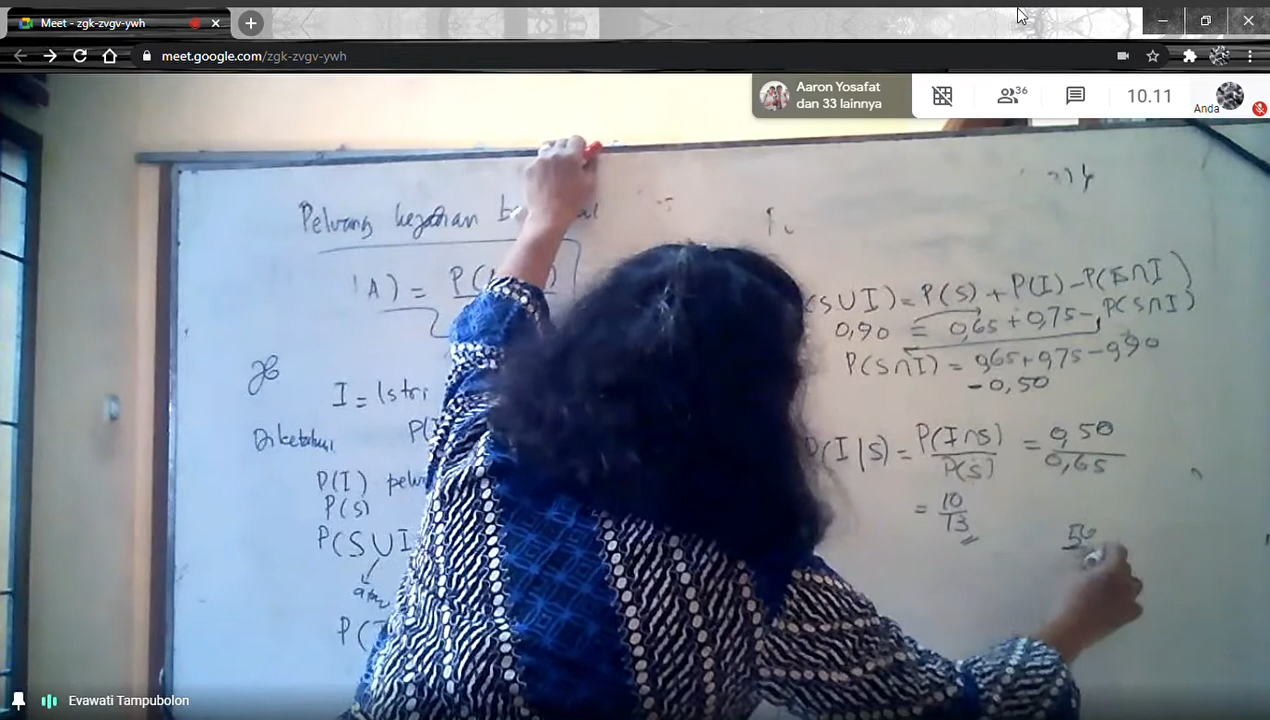 Meet - zgk-zvgv-ywh
meet.google.com/zgk-zvgv-ywh
Aaron Yosafat
dan 33 lainnya
36
10.11
Anda
Peluang kejadian
A) = P(
I = Istri
Diketahui
P(I)
P(S)
P(S∪I
atau
P(
(S∪I) = P(S) + P(I) - P(S∩I)
0,90 = 0,65 + 0,75 - P(S∩I)
P(S∩I) = 0,65 + 0,75 - 0,90
= 0,50
P(I|S) = P(I∩S) / P(S) = 0,50 / 0,65
= 10/13
Evawati Tampubolon